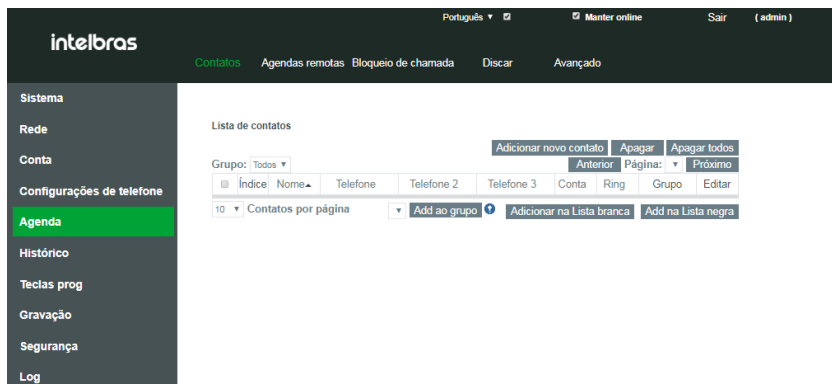 Português Manter online Sair ( admin )
intelbras
Contatos Agendas remotas Bloqueio de chamada Discar Avançado
Sistema
Rede
Conta
Configurações de telefone
Agenda
Histórico
Teclas prog
Gravação
Segurança
Log
Lista de contatos
Adicionar novo contato Apagar Apagar todos
Grupo: Todos Anterior Página: Próximo
Índice Nome Telefone Telefone 2 Telefone 3 Conta Ring Grupo Editar
10 Contatos por página Add ao grupo ? Adicionar na Lista branca Add na Lista negra